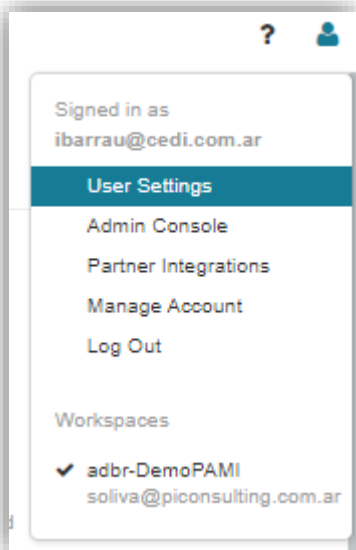 ?
Signed in as
ibarrau@cedi.com.ar
User Settings
Admin Console
Partner Integrations
Manage Account
Log Out
Workspaces
adbr-DemoPAMI
soliva@piconsulting.com.ar